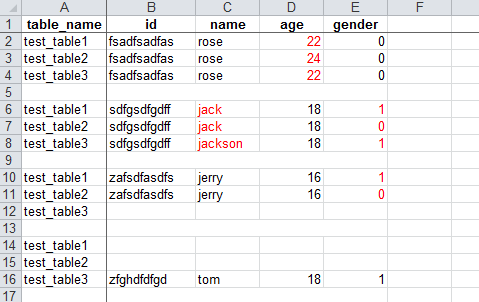 A B C D E F
1 table_name id name age gender
2 test_table1 fsadfsadfas rose 22 0
3 test_table2 fsadfsadfas rose 24 0
4 test_table3 fsadfsadfas rose 22 0
5
6 test_table1 sdfgsdfgdff jack 18 1
7 test_table2 sdfgsdfgdff jack 18 0
8 test_table3 sdfgsdfgdff jackson 18 1
9
10 test_table1 zafsdfasdfs jerry 16 1
11 test_table2 zafsdfasdfs jerry 16 0
12 test_table3
13
14 test_table1
15 test_table2
16 test_table3 zfghdfdfgd tom 18 1
17